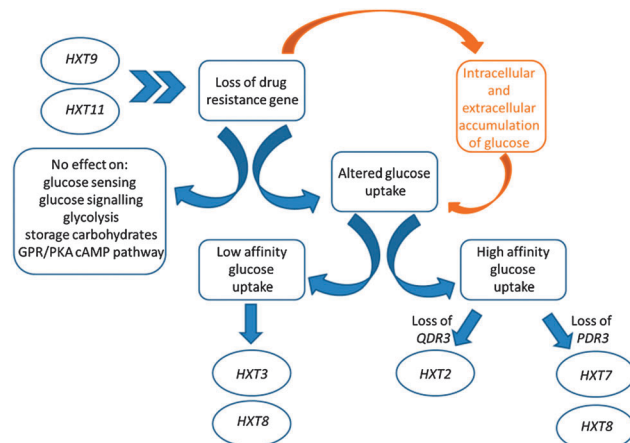 HXT9
HXT11
Loss of drug
resistance gene
Intracellular
and
extracellular
accumulation
of glucose
No effect on:
glucose sensing
glucose signalling
glycolysis
storage carbohydrates
GPR/PKA cAMP pathway
Altered glucose
uptake
Low affinity
glucose
uptake
High affinity
glucose
uptake
Loss of
QDR3
Loss of
PDR3
HXT3
HXT8
HXT2
HXT7
HXT8